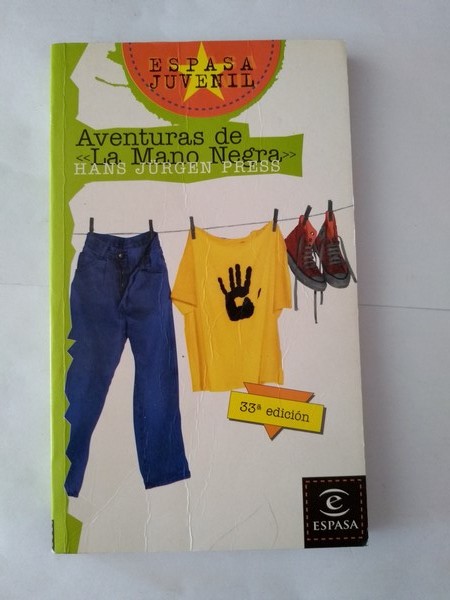 ESPASA
JUVENIL
Aventuras de
«La Mano Negra»
HANS JÜRGEN PRESS
33ª edición
e
ESPASA